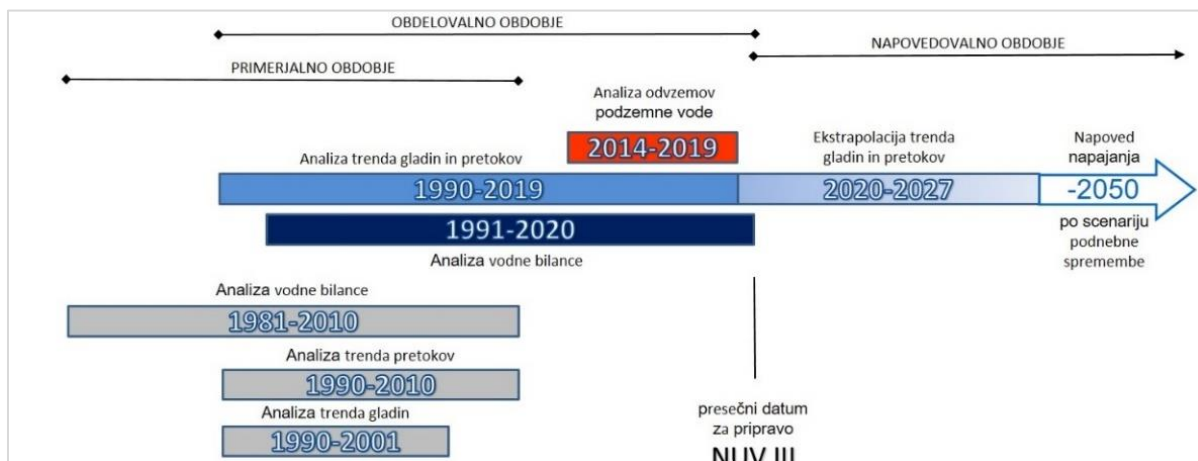 OBDELOVALNO OBDOBJE
NAPOVEDOVALNO OBDOBJE
PRIMERJALNO OBDOBJE
Analiza odvzemov
podzemne vode
2014-2019
Analiza trenda gladin in pretokov
1990-2019
Ekstrapolacija trenda
gladin in pretokov
2020-2027
Napoved
napajanja
-2050
po scenariju
podnebne
spremembe
1991-2020
Analiza vodne bilance
Analiza vodne bilance
1981-2010
Analiza trenda pretokov
1990-2010
Analiza trenda gladin
1990-2001
presečni datum
za pripravo
NUV III